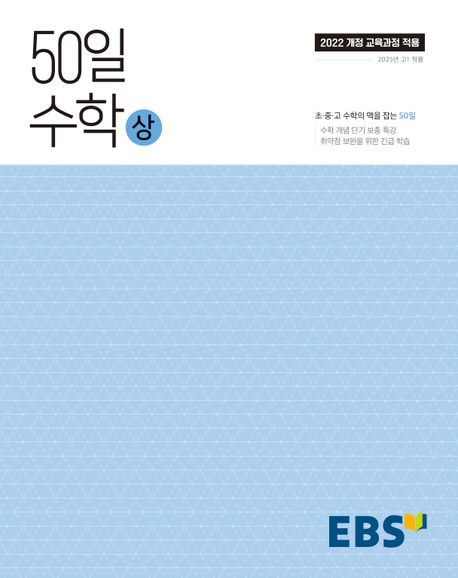 50일
수학 상
2022 개정 교육과정 적용
2025년 고1 적용
초·중·고 수학의 맥을 잡는 50일
수학 개념 단기 보충 특강
취약점 보완을 위한 긴급 학습
EBS